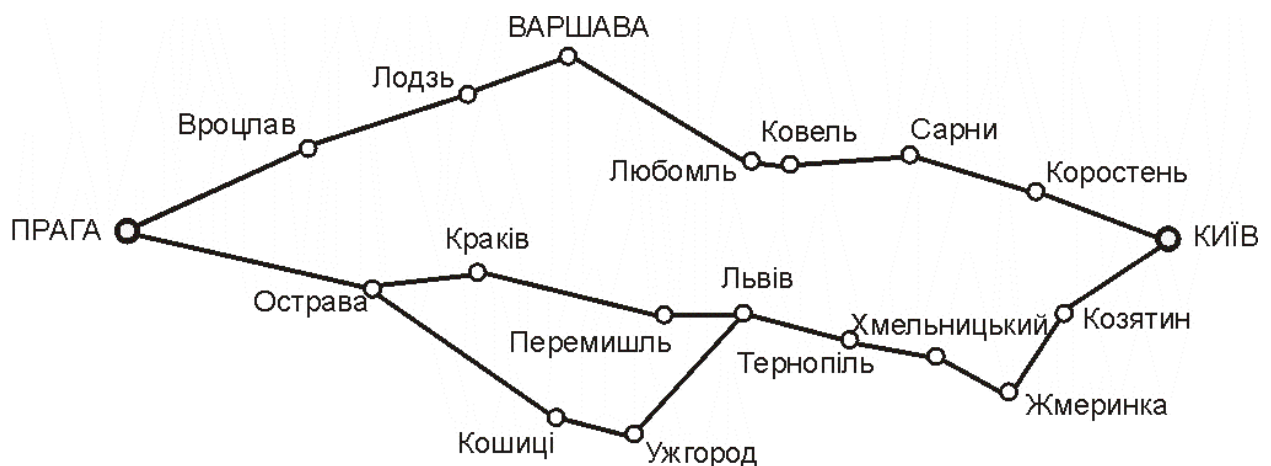 ВАРШАВА
Лодзь
Вроцлав
Ковель
Сарни
Любомль
Коростень
ПРАГА
КИЇВ
Краків
Острава
Львів
Перемишль
Хмельницький
Козятин
Тернопіль
Жмеринка
Кошиці
Ужгород